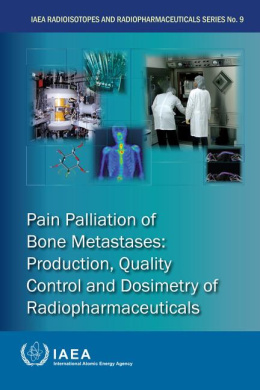 IAEA RADIOISOTOPES AND RADIOPHARMACEUTICALS SERIES No. 9
Pain Palliation of
Bone Metastases:
Production, Quality
Control and Dosimetry of
Radiopharmaceuticals
IAEA
International Atomic Energy Agency